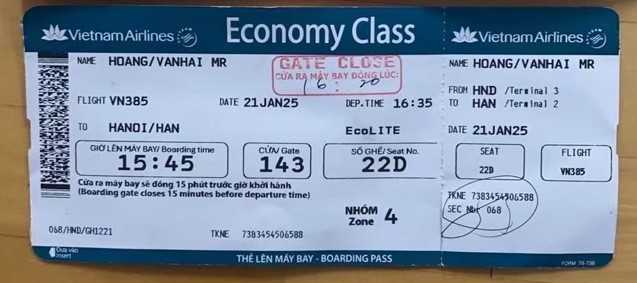 Vietnam Airlines
Economy Class
Vietnam Airlines
NAME HOANG/VANHAI MR
GATE CLOSE
CỬA RA MÁY BAY ĐÓNG LÚC:
16 : 20
FLIGHT VN385 DATE 21JAN25 DEP.TIME 16:35
TO HANOI/HAN EcoLITE
GIỜ LÊN MÁY BAY/ Boarding time
15:45
CỬA/ Gate
143
SỐ GHẾ/ Seat No.
22D
Cửa ra máy bay sẽ đóng 15 phút trước giờ khởi hành
(Boarding gate closes 15 minutes before departure time)
NHÓM
Zone 4
068/HND/GH1221 TKNE 7383454506588
Đưa vào
Insert
THẺ LÊN MÁY BAY - BOARDING PASS
NAME HOANG/VANHAI MR
FROM HND /Terminal 3
TO HAN /Terminal 2
DATE 21JAN25
SEAT
22D
FLIGHT
VN385
TKNE 7383454506588
SEC Nbr 068